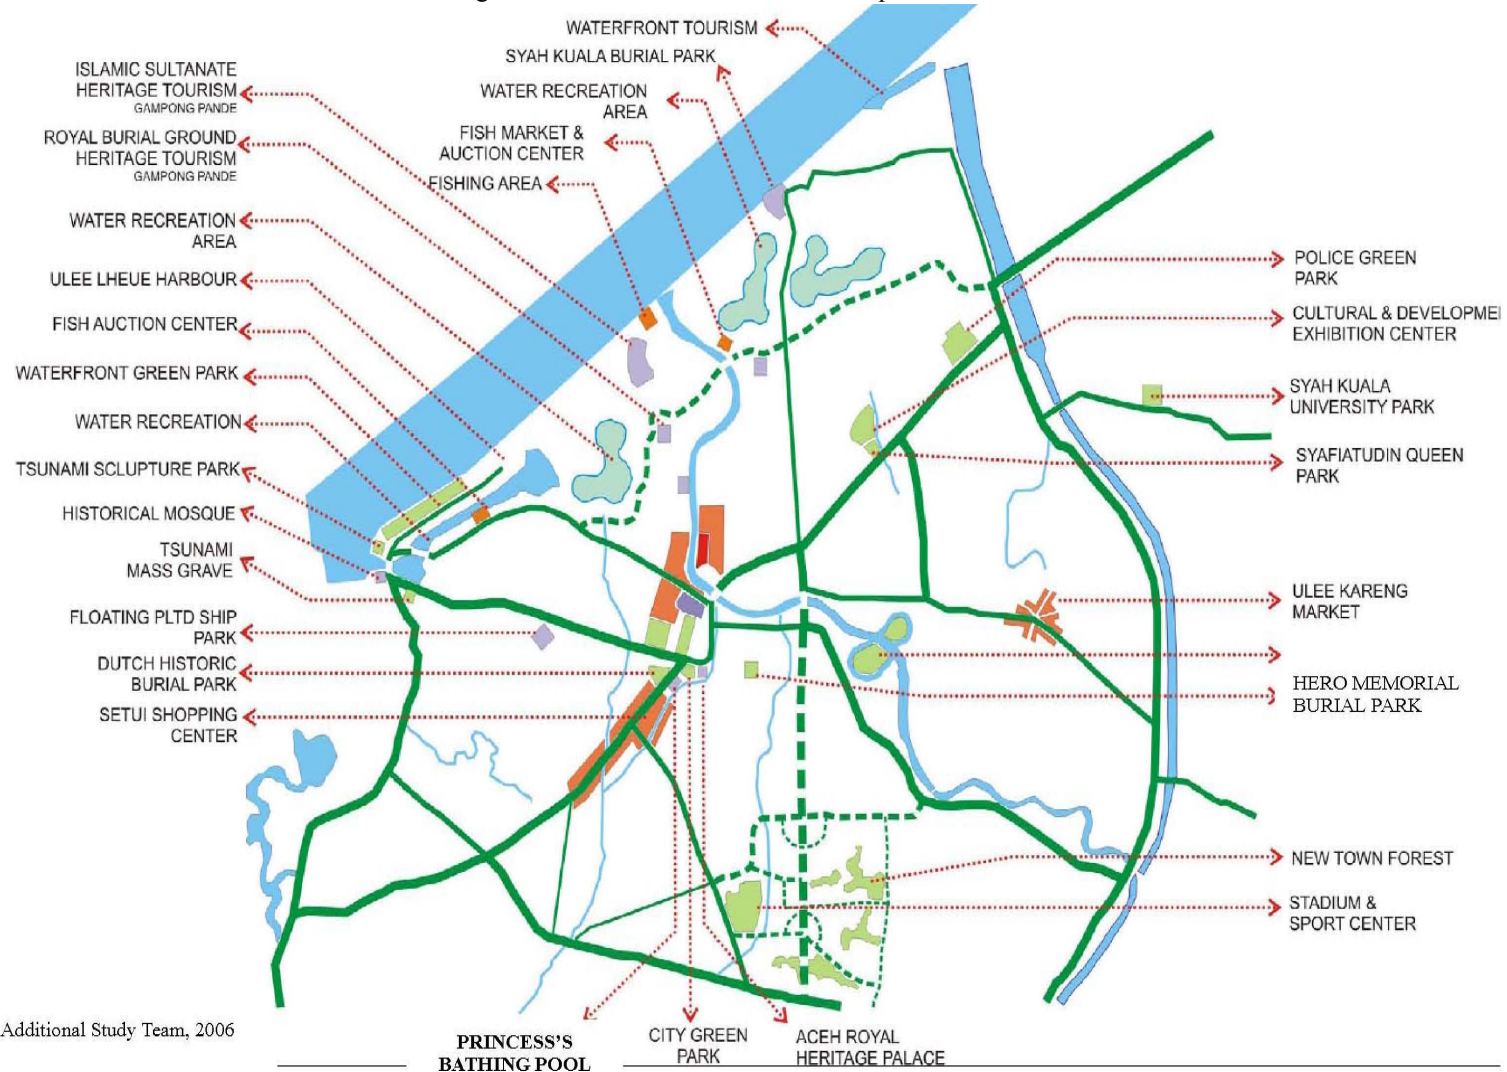 WATERFRONT TOURISM
SYAH KUALA BURIAL PARK
ISLAMIC SULTANATE
HERITAGE TOURISM
GAMPONG PANDE
WATER RECREATION
AREA
ROYAL BURIAL GROUND
HERITAGE TOURISM
GAMPONG PANDE
FISH MARKET &
AUCTION CENTER
FISHING AREA
WATER RECREATION
AREA
ULEE LHEUE HARBOUR
FISH AUCTION CENTER
WATERFRONT GREEN PARK
WATER RECREATION
TSUNAMI SCLUPTURE PARK
HISTORICAL MOSQUE
TSUNAMI
MASS GRAVE
FLOATING PLTD SHIP
PARK
DUTCH HISTORIC
BURIAL PARK
SETUI SHOPPING
CENTER
POLICE GREEN
PARK
CULTURAL & DEVELOPME
EXHIBITION CENTER
SYAH KUALA
UNIVERSITY PARK
SYAFIATUDIN QUEEN
PARK
ULEE KARENG
MARKET
HERO MEMORIAL
BURIAL PARK
NEW TOWN FOREST
STADIUM &
SPORT CENTER
Additional Study Team, 2006
PRINCESS'S
BATHING POOL
CITY GREEN
PARK
ACEH ROYAL
HERITAGE PALACE